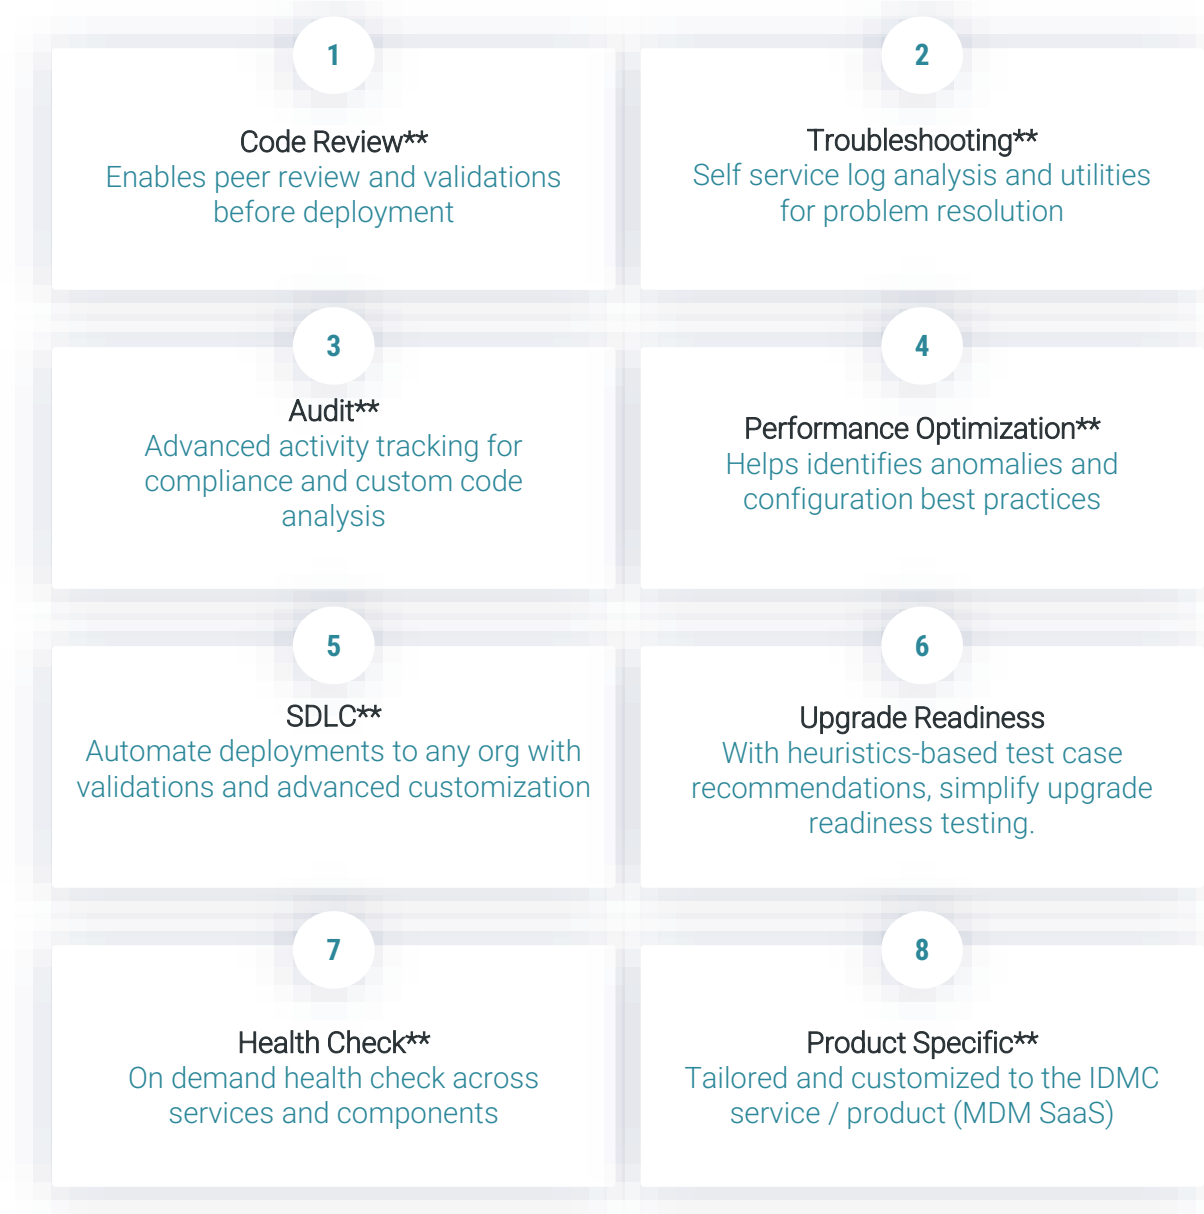 1
Code Review**
Enables peer review and validations
before deployment
2
Troubleshooting**
Self service log analysis and utilities
for problem resolution
3
Audit**
Advanced activity tracking for
compliance and custom code
analysis
4
Performance Optimization**
Helps identifies anomalies and
configuration best practices
5
SDLC**
Automate deployments to any org with
validations and advanced customization
6
Upgrade Readiness
With heuristics-based test case
recommendations, simplify upgrade
readiness testing.
7
Health Check**
On demand health check across
services and components
8
Product Specific**
Tailored and customized to the IDMC
service / product (MDM SaaS)